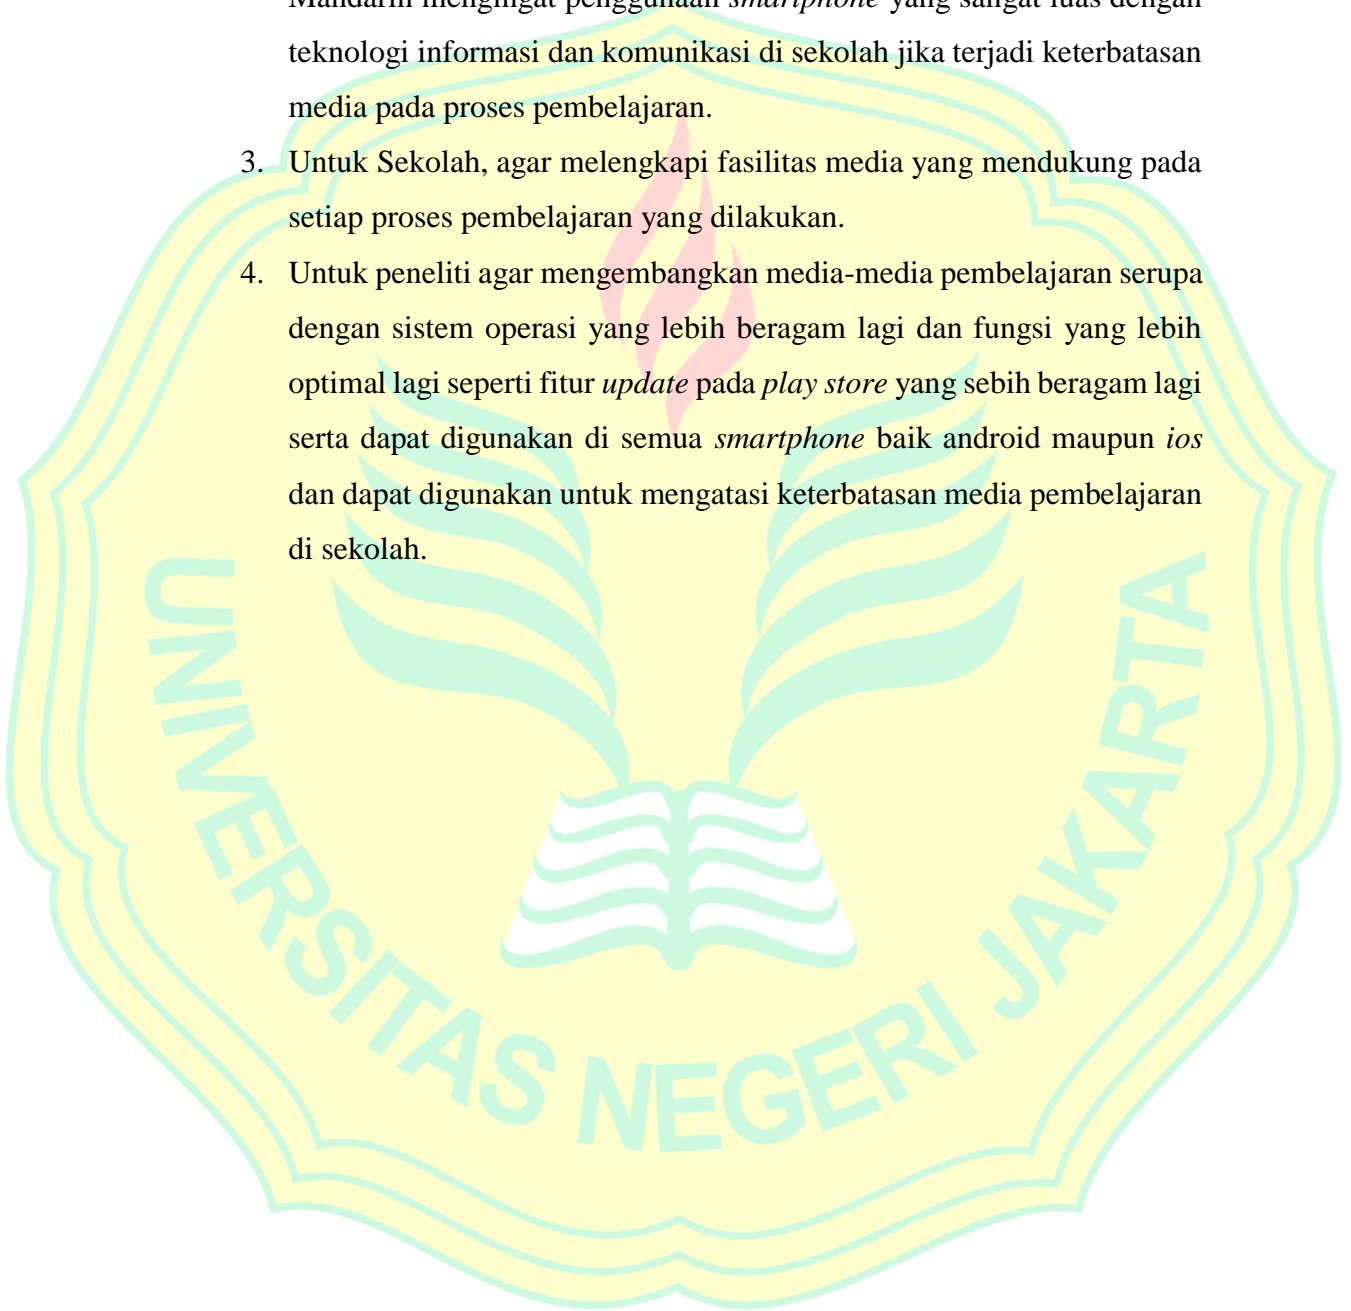 Mandarin mengingat penggunaan smartphone yang sangat luas dengan
teknologi informasi dan komunikasi di sekolah jika terjadi keterbatasan
media pada proses pembelajaran.
3. Untuk Sekolah, agar melengkapi fasilitas media yang mendukung pada
setiap proses pembelajaran yang dilakukan.
4. Untuk peneliti agar mengembangkan media-media pembelajaran serupa
dengan sistem operasi yang lebih beragam lagi dan fungsi yang lebih
optimal lagi seperti fitur update pada play store yang sebih beragam lagi
serta dapat digunakan di semua smartphone baik android maupun ios
dan dapat digunakan untuk mengatasi keterbatasan media pembelajaran
di sekolah.
UNIVERSITAS NEGERI JAKARTA